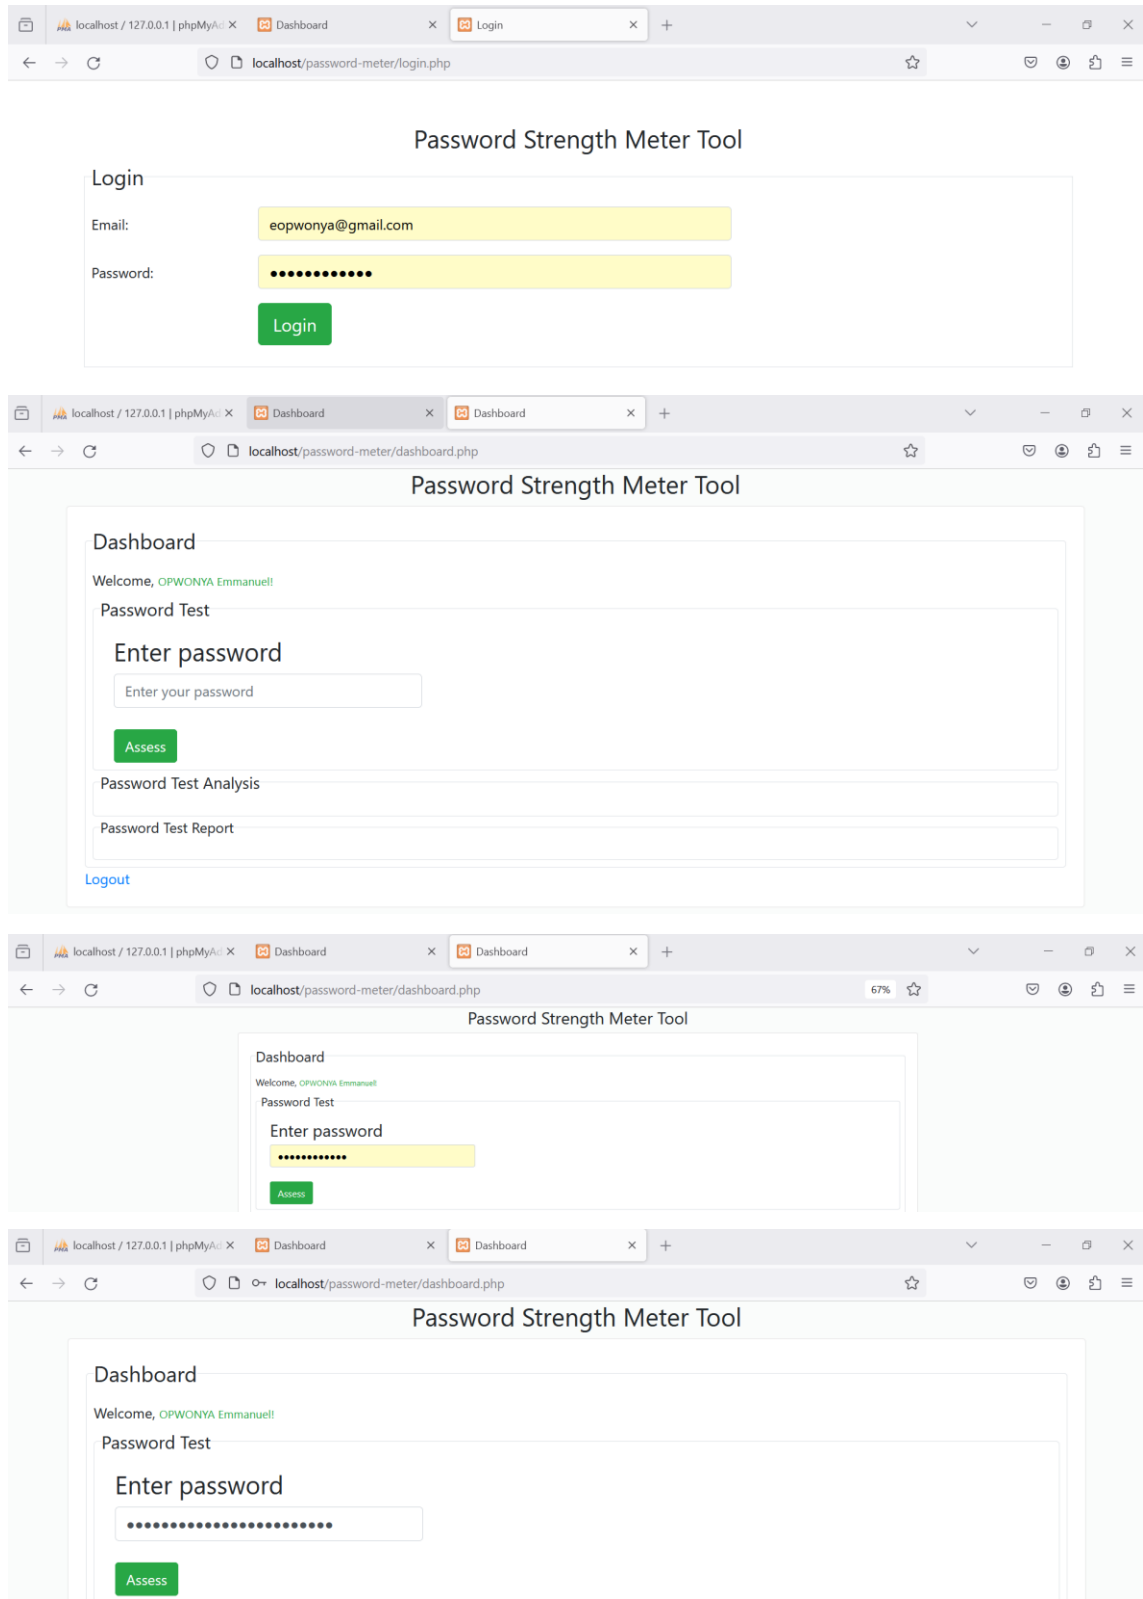 localhost / 127.0.0.1 | phpMyAd Dashboard Login
localhost/password-meter/login.php
Password Strength Meter Tool
Login
Email: eopwonya@gmail.com
Password: ••••••••••••
Login
localhost / 127.0.0.1 | phpMyAd Dashboard Dashboard
localhost/password-meter/dashboard.php
Password Strength Meter Tool
Dashboard
Welcome, OPWONYA Emmanuel!
Password Test
Enter password
Enter your password
Assess
Password Test Analysis
Password Test Report
Logout
localhost / 127.0.0.1 | phpMyAd Dashboard Dashboard
localhost/password-meter/dashboard.php 67%
Password Strength Meter Tool
Dashboard
Welcome, OPWONYA Emmanuel!
Password Test
Enter password
••••••••••••
Assess
localhost / 127.0.0.1 | phpMyAd Dashboard Dashboard
localhost/password-meter/dashboard.php
Password Strength Meter Tool
Dashboard
Welcome, OPWONYA Emmanuel!
Password Test
Enter password
••••••••••••••••••••••••
Assess